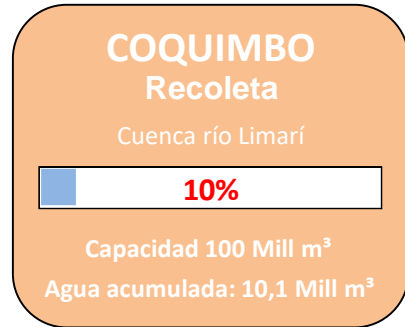 COQUIMBO
Recoleta
Cuenca río Limarí
10%
Capacidad 100 Mill m³
Agua acumulada: 10,1 Mill m³